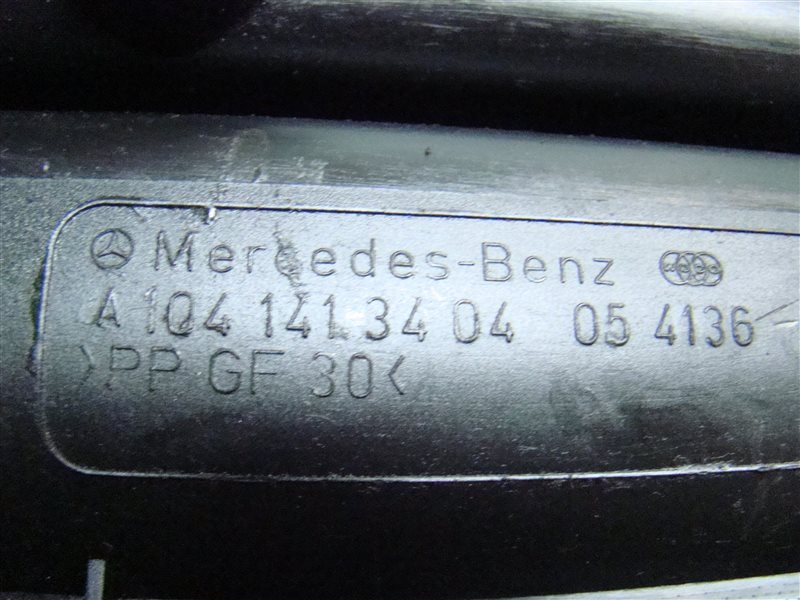 Mercedes-Benz
A 104 141 34 04 05 4136
>PP GF 30<